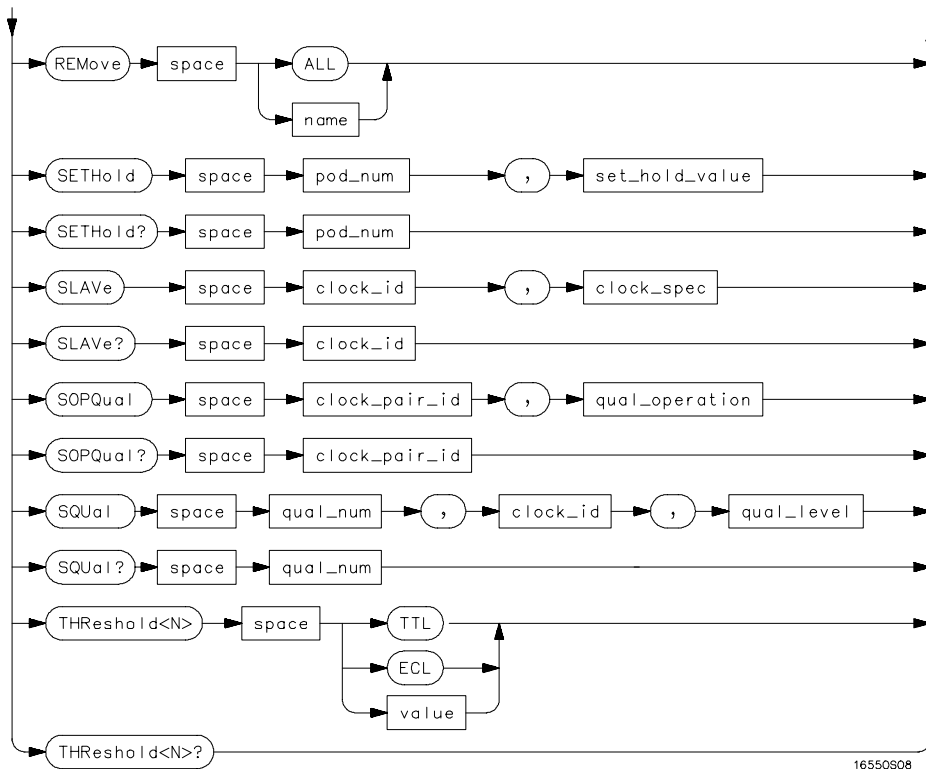 REMove space ALL
name
SETHold space pod_num , set_hold_value
SETHold? space pod_num
SLAVe space clock_id , clock_spec
SLAVe? space clock_id
SOPQual space clock_pair_id , qual_operation
SOPQual? space clock_pair_id
SQUal space qual_num , clock_id , qual_level
SQUal? space qual_num
THReshold<N> space TTL
ECL
value
THReshold<N>?
16550S08